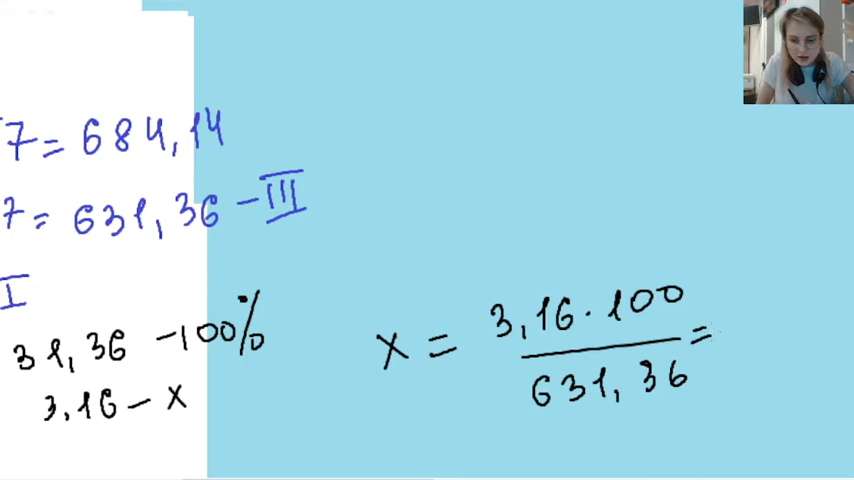 7 = 684,14
7 = 631,36 - III
I
31,36 - 100%
3,16 - x
x = 3,16 · 100 =
631,36